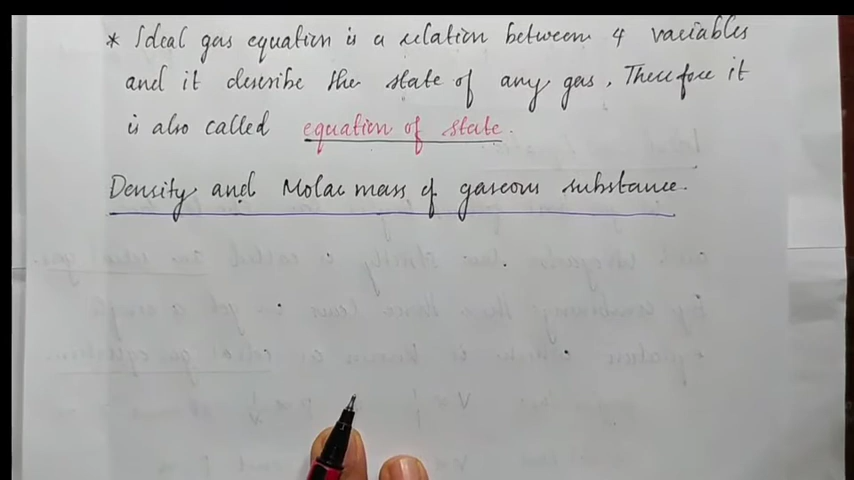 * Ideal gas equation is a relation between 4 variables
and it describe the state of any gas. Therefore it
is also called equation of state.
Density and Molar mass of gaseous substance.